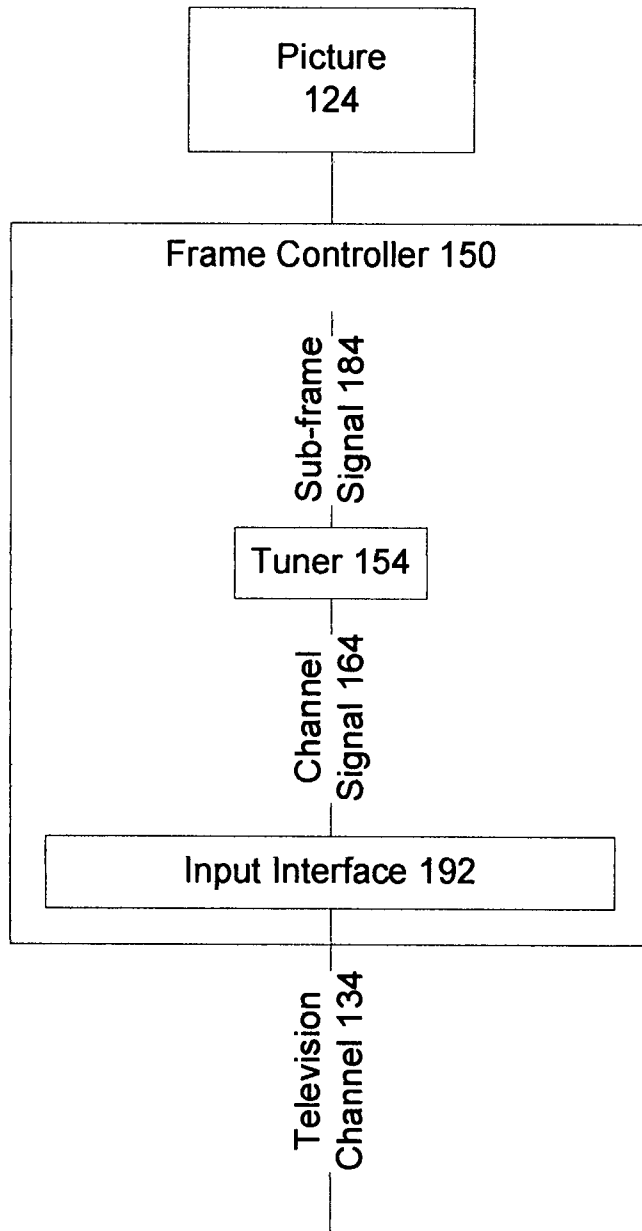 Picture
124
Frame Controller 150
Sub-frame
Signal 184
Tuner 154
Channel
Signal 164
Input Interface 192
Television
Channel 134